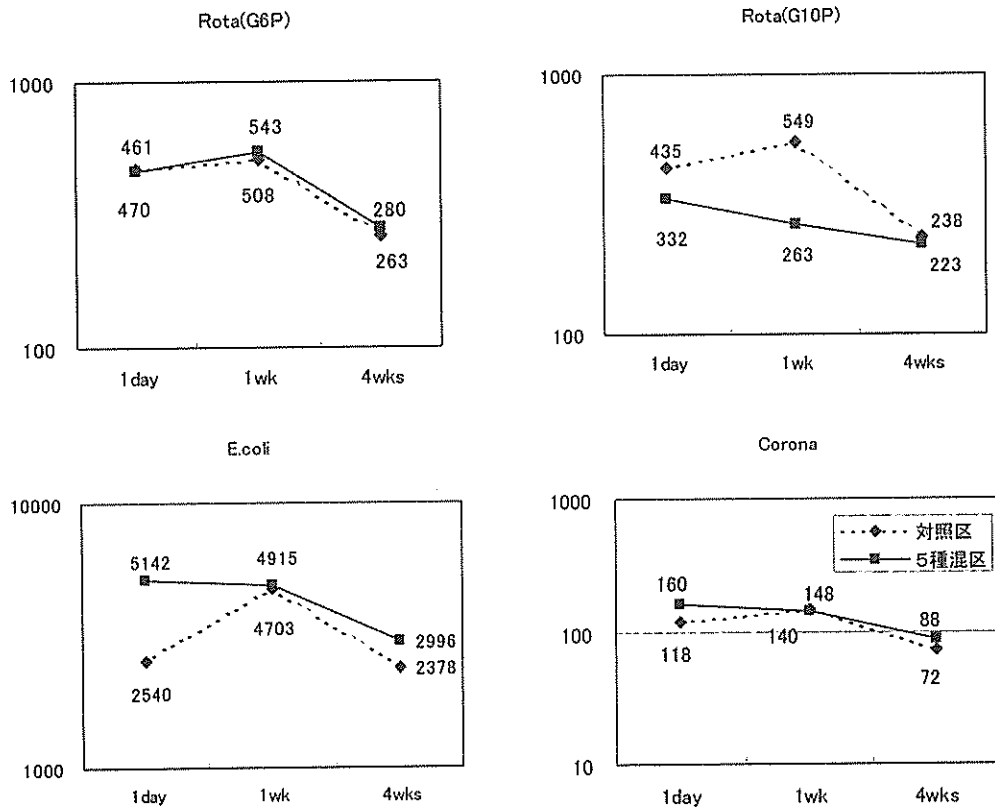 Rota(G6P)
1000
461
543
470
508
280
263
100
1day
1wk
4wks
Rota(G10P)
1000
435
549
332
263
238
223
100
1day
1wk
4wks
E.coli
10000
5142
4915
4703
2540
2996
2378
1000
1day
1wk
4wks
Corona
1000
対照区
5種混区
160
148
88
100
118
140
72
10
1day
1wk
4wks